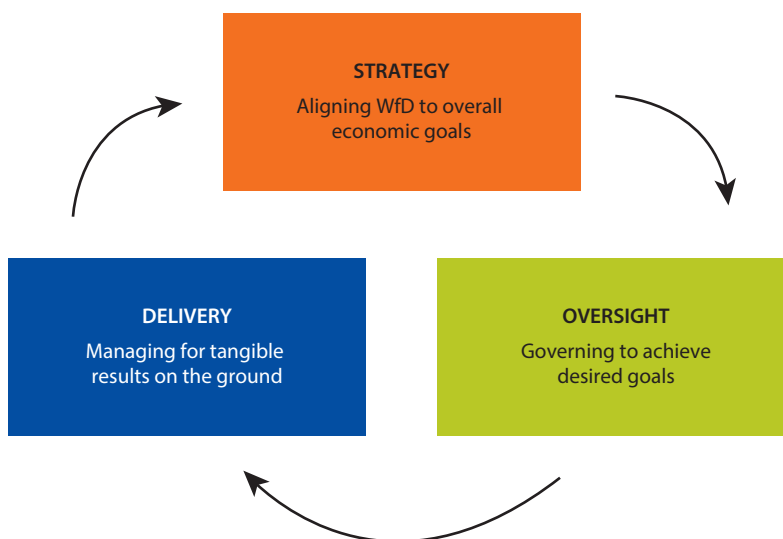 STRATEGY
Aligning WfD to overall
economic goals
DELIVERY
Managing for tangible
results on the ground
OVERSIGHT
Governing to achieve
desired goals